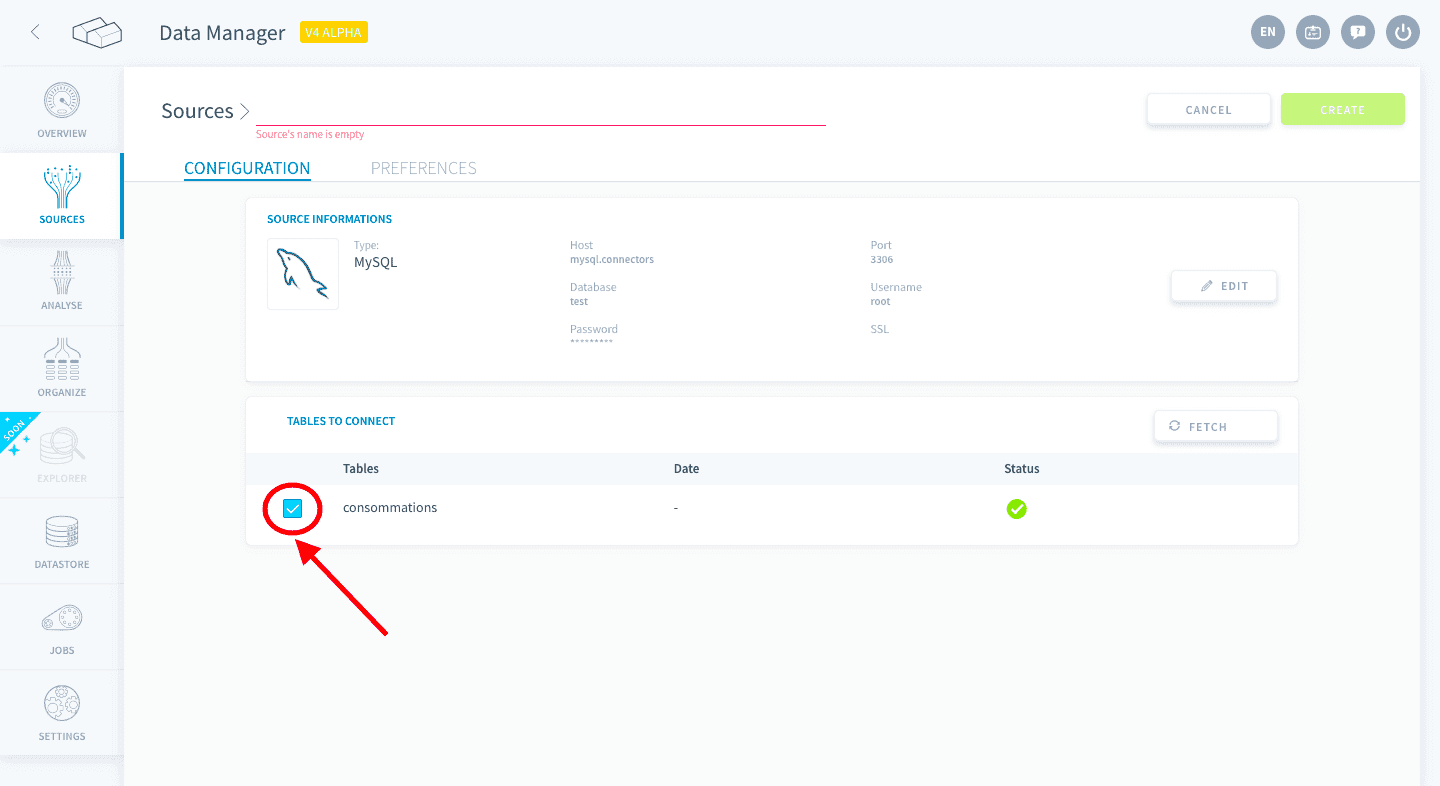 Data Manager V4 ALPHA EN
OVERVIEW
SOURCES
ANALYSE
ORGANIZE
SOON
EXPLORER
DATASTORE
JOBS
SETTINGS
Sources
Source's name is empty
CANCEL CREATE
CONFIGURATION PREFERENCES
SOURCE INFORMATIONS
Type:
MySQL
Host
mysql.connectors
Port
3306
Database
test
Username
root
Password
*********
SSL
EDIT
TABLES TO CONNECT
FETCH
Tables Date Status
consommations -